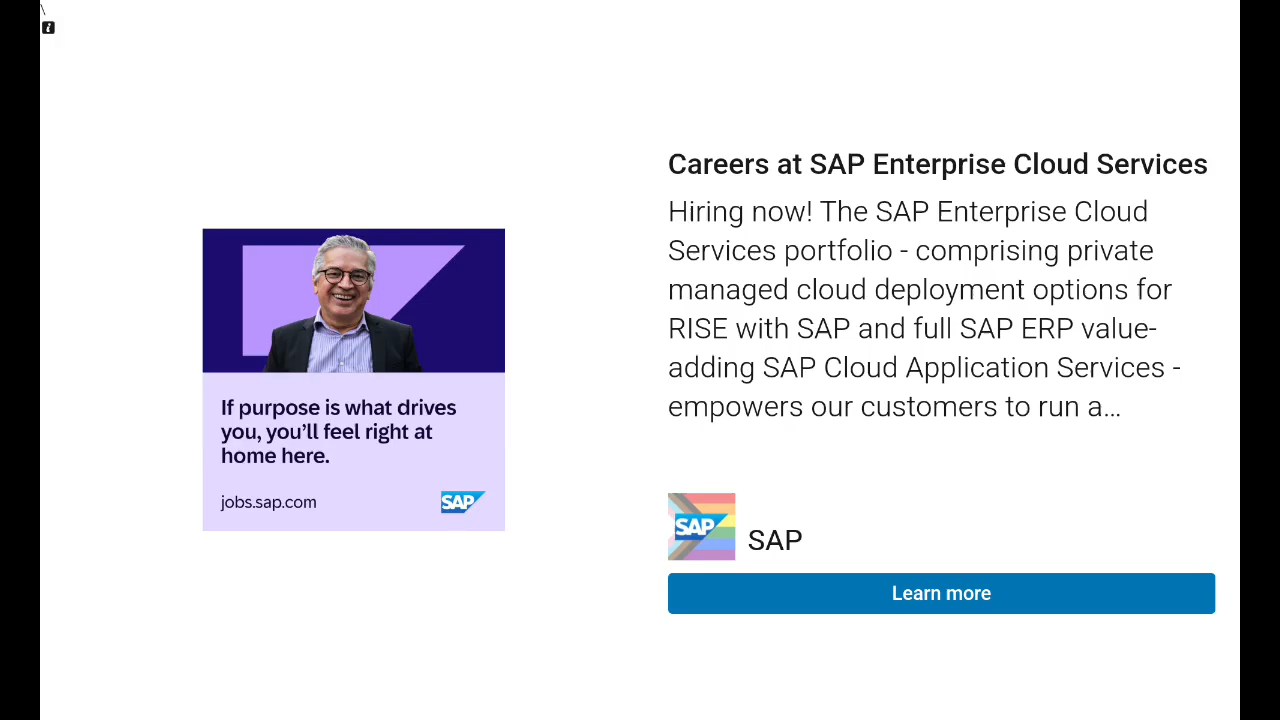 If purpose is what drives
you, you'll feel right at
home here.
jobs.sap.com
SAP
Careers at SAP Enterprise Cloud Services
Hiring now! The SAP Enterprise Cloud
Services portfolio - comprising private
managed cloud deployment options for
RISE with SAP and full SAP ERP value-
adding SAP Cloud Application Services -
empowers our customers to run a...
SAP
SAP
Learn more